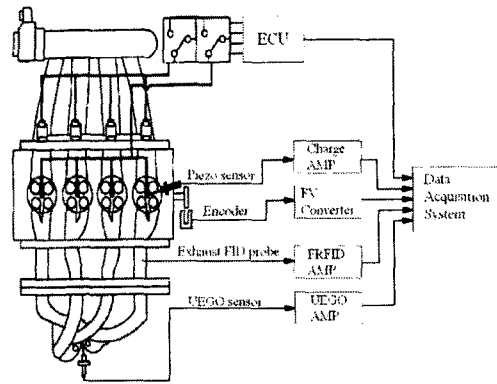 ECU
Charge
AMP
Piezo sensor
Data
Acquisition
System
Encoder
FV
Converter
Exhaust FID probe
FRFID
AMP
UEGO sensor
UEGO
AMP